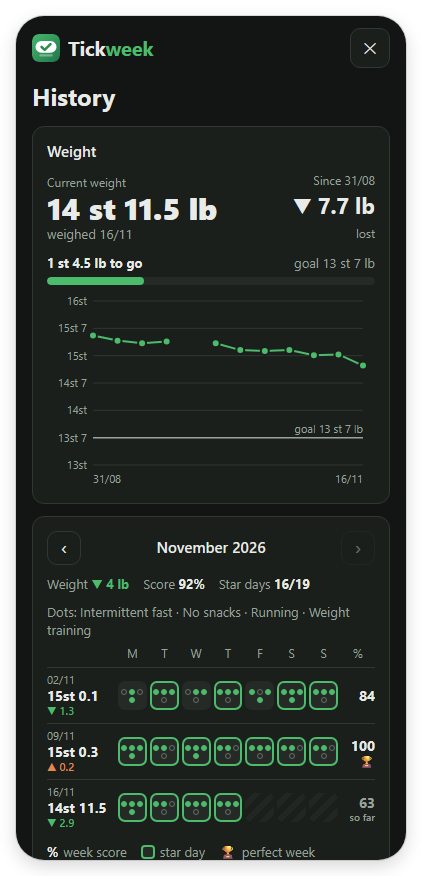 Tickweek
History
Weight
Current weight
Since 31/08
14 st 11.5 lb
▼ 7.7 lb
weighed 16/11
lost
1 st 4.5 lb to go
goal 13 st 7 lb
16st
15st 7
15st
14st 7
14st
goal 13 st 7 lb
13st 7
13st
31/08
16/11
November 2026
Weight ▼ 4 lb Score 92% Star days 16/19
Dots: Intermittent fast · No snacks · Running · Weight
training
M T W T F S S %
02/11
15st 0.1
84
▼ 1.3
09/11
15st 0.3
100
▲ 0.2
16/11
14st 11.5
63
▼ 2.9
so far
% week score star day 🏆 perfect week